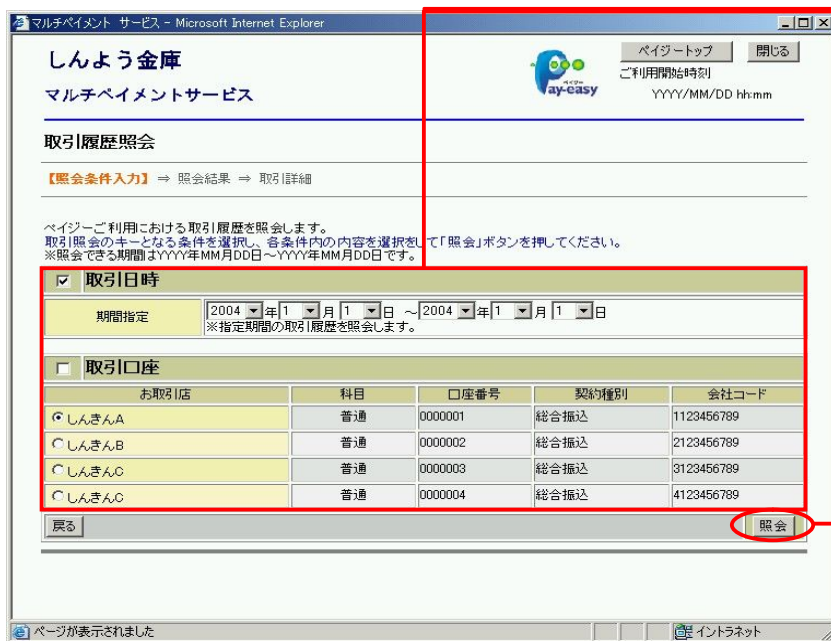 マルチペイメント サービス - Microsoft Internet Explorer
しんよう金庫
マルチペイメントサービス
ペイジー
Pay-easy
ペイジートップ 閉じる
ご利用開始時刻
YYYY/MM/DD hh:mm
取引履歴照会
【照会条件入力】 ⇒ 照会結果 ⇒ 取引詳細
ペイジーご利用における取引履歴を照会します。
取引照会のキーとなる条件を選択し、各条件内の内容を選択をして「照会」ボタンを押してください。
※照会できる期間はYYYY年MM月DD日～YYYY年MM月DD日です。
取引日時
期間指定 2004 年 1 月 1 日 ～ 2004 年 1 月 1 日
※指定期間の取引履歴を照会します。
取引口座
お取引店 科目 口座番号 契約種別 会社コード
しんきんA 普通 0000001 総合振込 1123456789
しんきんB 普通 0000002 総合振込 2123456789
しんきんC 普通 0000003 総合振込 3123456789
しんきんC 普通 0000004 総合振込 4123456789
戻る 照会
ページが表示されました イントラネット